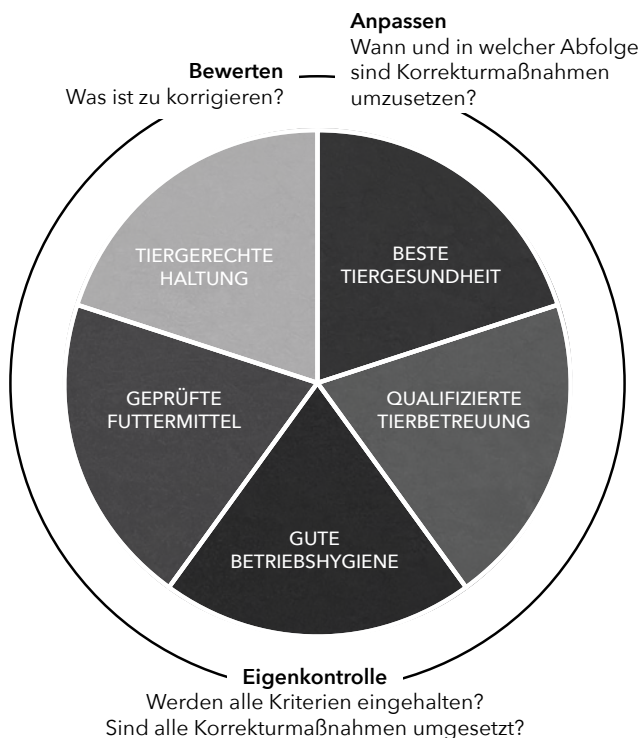 Anpassen
Wann und in welcher Abfolge
sind Korrekturmaßnahmen
umzusetzen?
Bewerten
Was ist zu korrigieren?
TIERGERECHTE
HALTUNG
BESTE
TIERGESUNDHEIT
GEPRÜFTE
FUTTERMITTEL
QUALIFIZIERTE
TIERBETREUUNG
GUTE
BETRIEBSHYGIENE
Eigenkontrolle
Werden alle Kriterien eingehalten?
Sind alle Korrekturmaßnahmen umgesetzt?